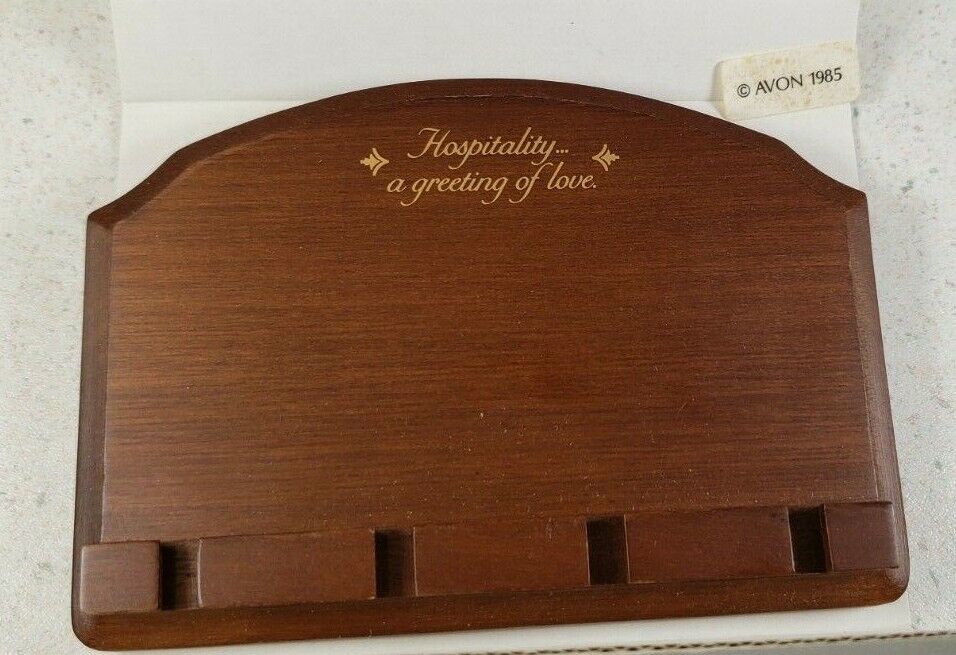 © AVON 1985
Hospitality...
a greeting of love.